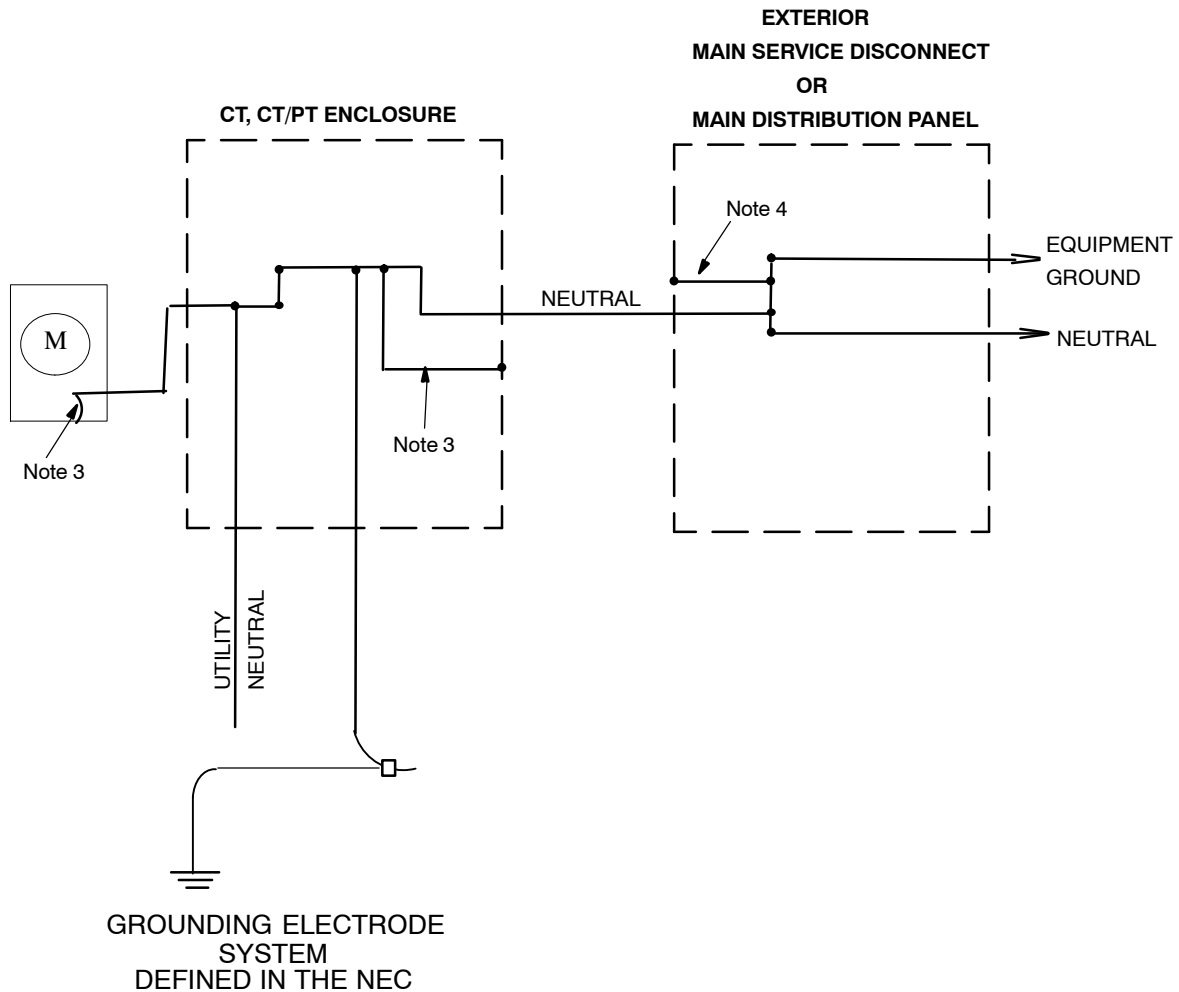 EXTERIOR
MAIN SERVICE DISCONNECT
OR
MAIN DISTRIBUTION PANEL
CT, CT/PT ENCLOSURE
Note 4
EQUIPMENT
GROUND
NEUTRAL
NEUTRAL
M
Note 3
Note 3
UTILITY
NEUTRAL
GROUNDING ELECTRODE
SYSTEM
DEFINED IN THE NEC